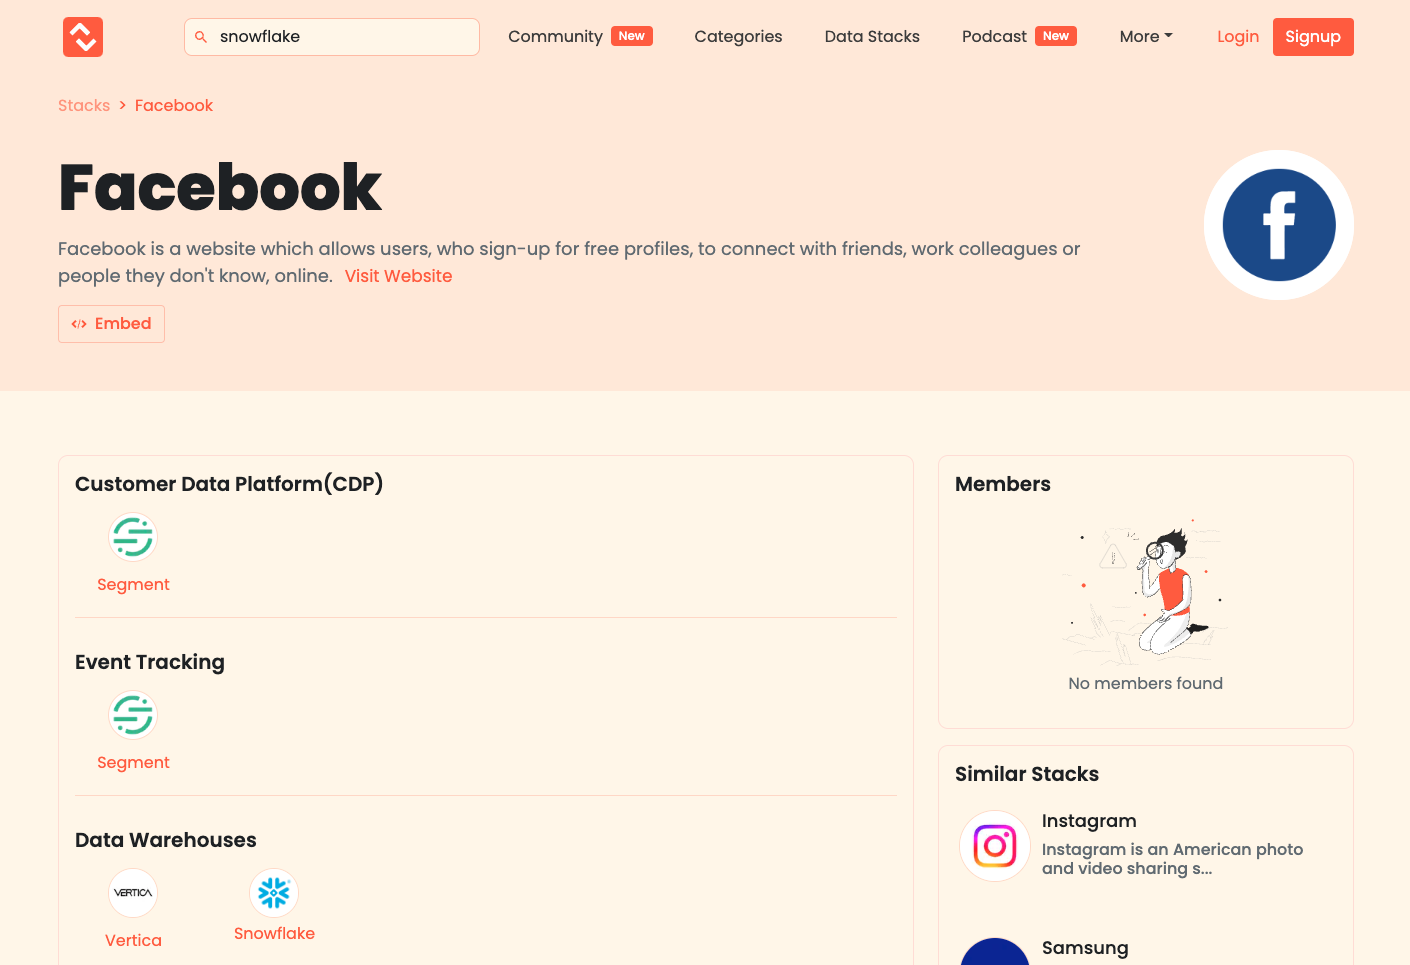 snowflake
Community New
Categories
Data Stacks
Podcast New
More
Login
Signup
Stacks > Facebook
Facebook
Facebook is a website which allows users, who sign-up for free profiles, to connect with friends, work colleagues or
people they don't know, online. Visit Website
Embed
Customer Data Platform(CDP)
Segment
Event Tracking
Segment
Data Warehouses
VERTICA
Vertica
Snowflake
Members
No members found
Similar Stacks
Instagram
Instagram is an American photo
and video sharing s...
Samsung